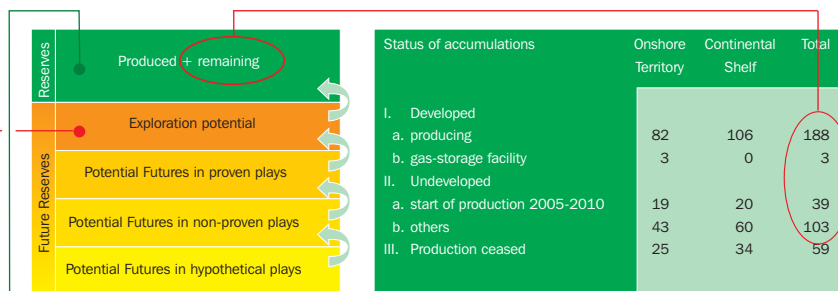 Reserves
Produced + remaining
Future Reserves
Exploration potential
Potential Futures in proven plays
Potential Futures in non-proven plays
Potential Futures in hypothetical plays
Status of accumulations Onshore Continental Total
Territory Shelf
I. Developed
a. producing 82 106 188
b. gas-storage facility 3 0 3
II. Undeveloped
a. start of production 2005-2010 19 20 39
b. others 43 60 103
III. Production ceased 25 34 59